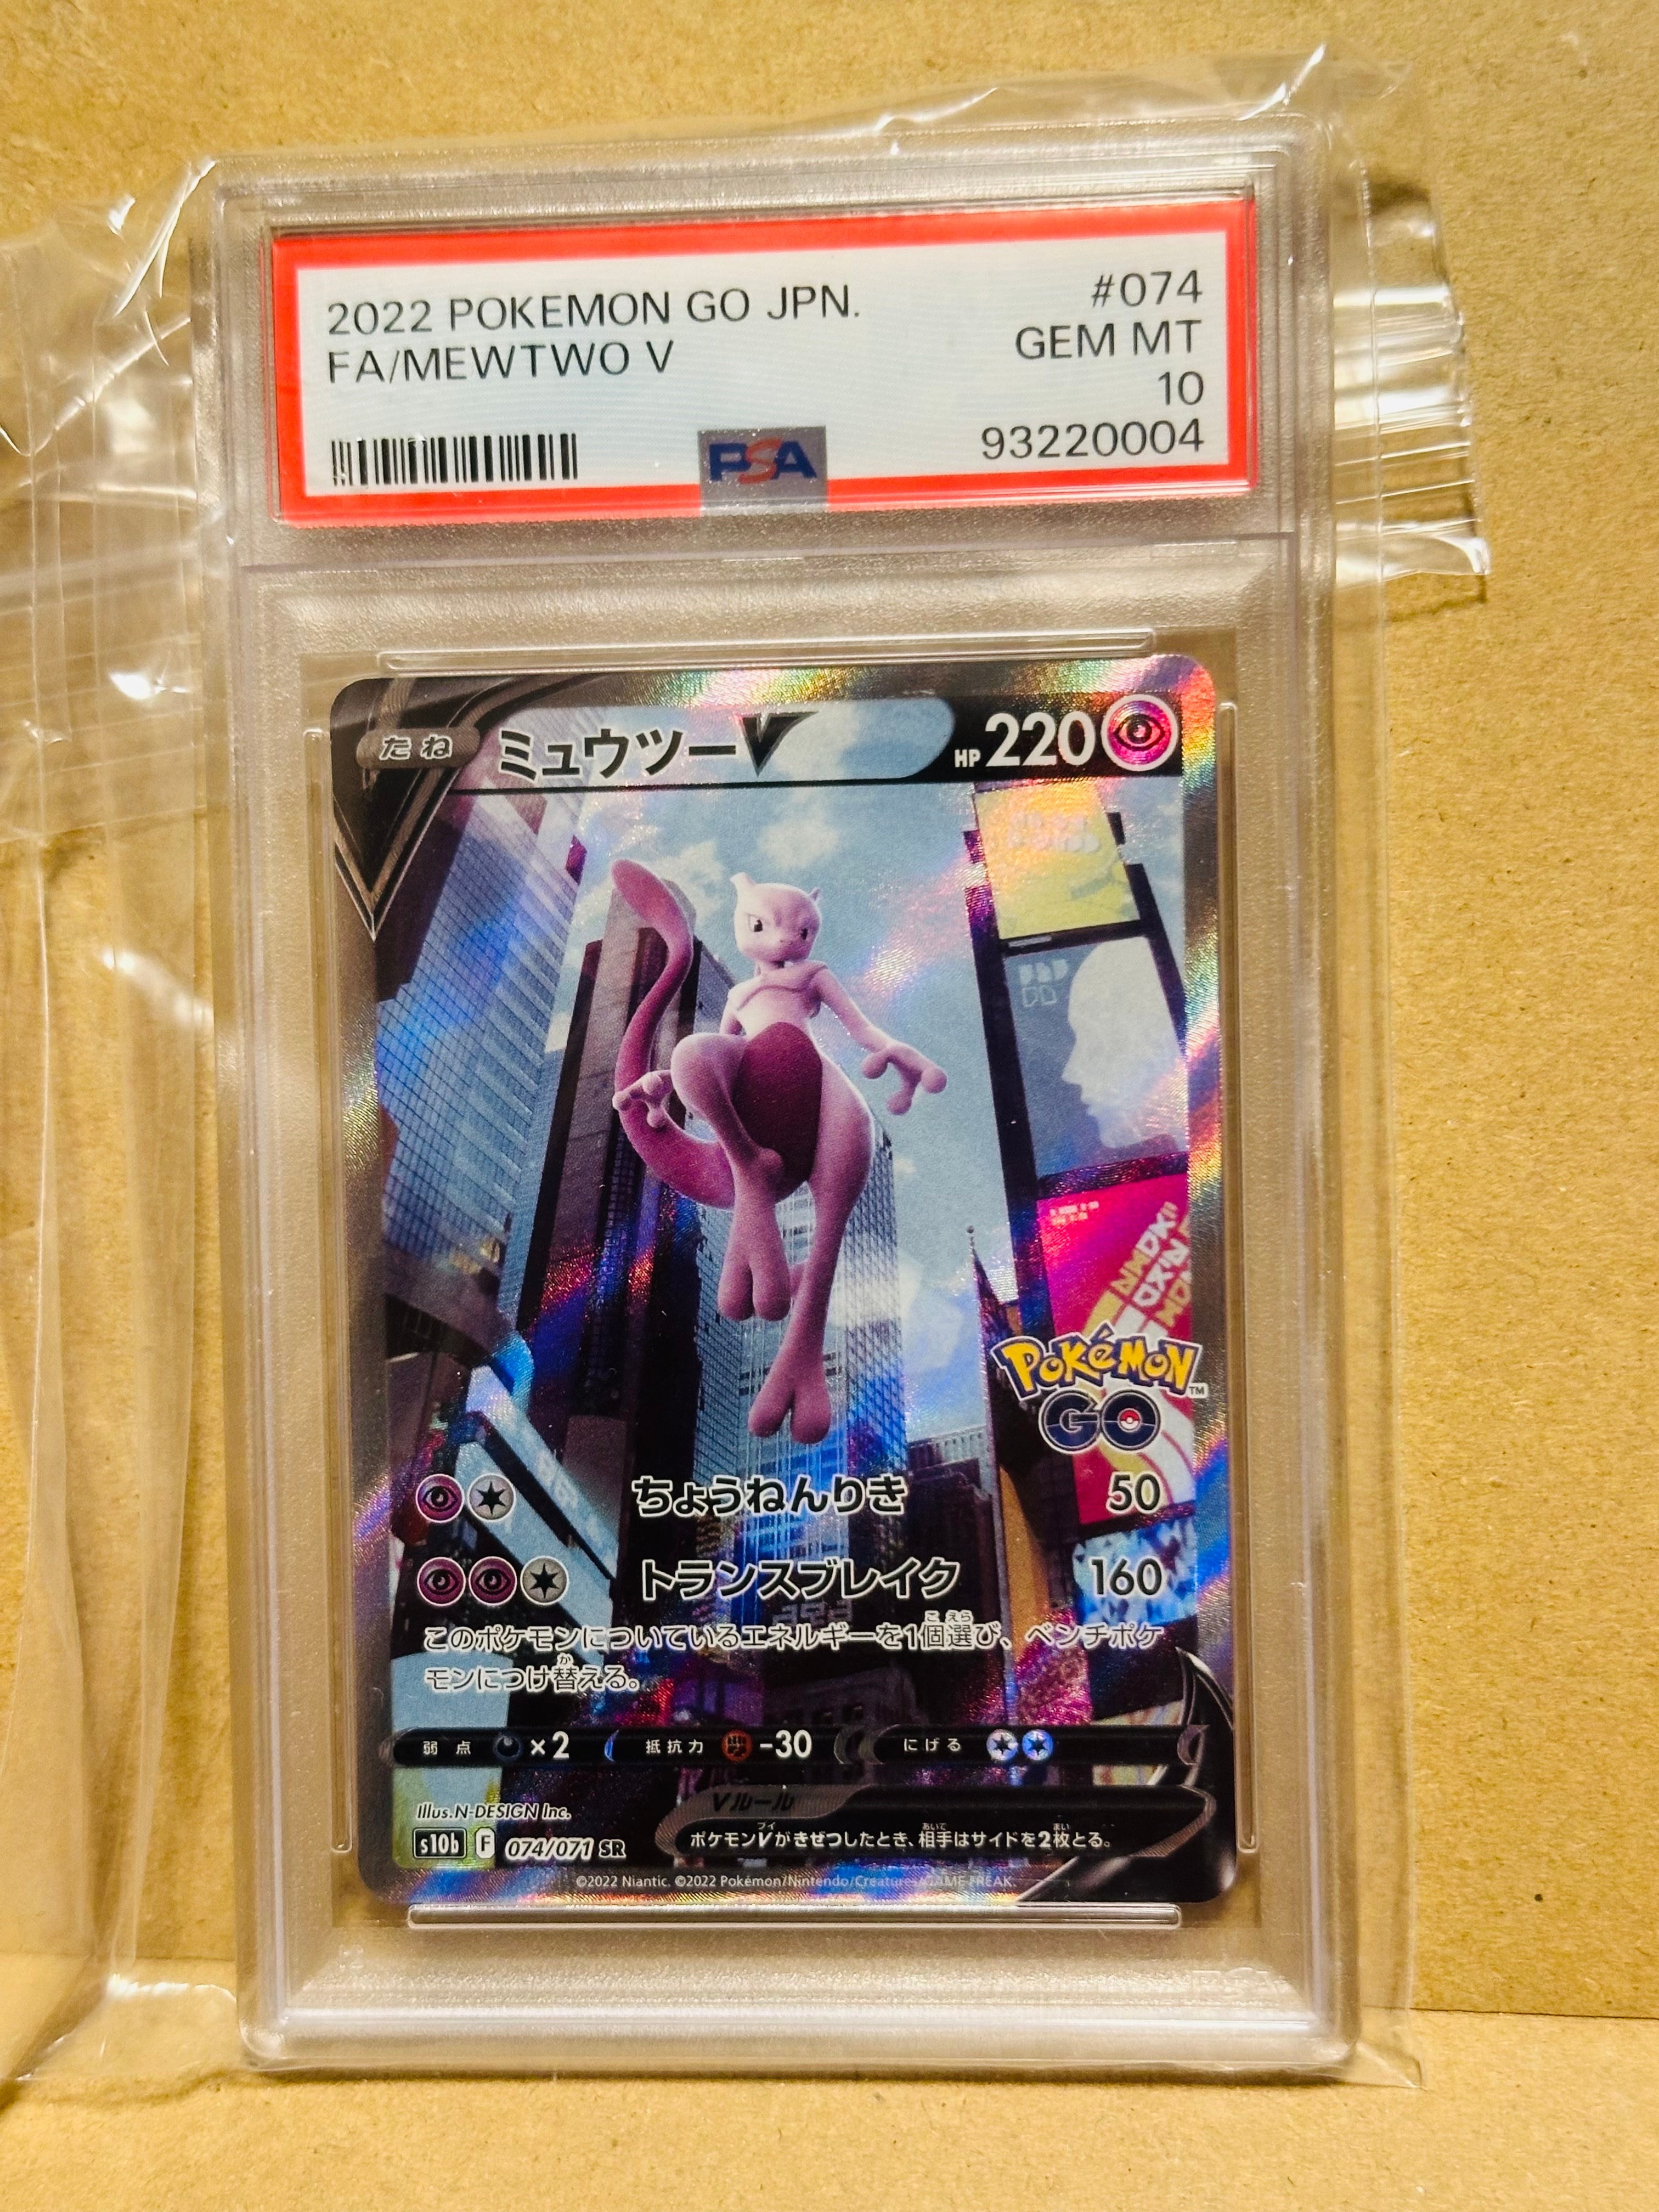 2022 POKEMON GO JPN. #074
FA/MEWTWO V GEM MT
10
PSA 93220004
たね ミュウツーV HP 220
Pokémon GO™
ちょうねんりき 50
トランスブレイク 160
このポケモンについているエネルギーを1個選び、ベンチポケ
モンにつけ替える。
弱点 ×2 抵抗力 -30 にげる
Illus. N-DESIGN Inc. Vルール
s10b F 074/071 SR ポケモンVがきぜつしたとき、相手はサイドを2枚とる。
©2022 Niantic. ©2022 Pokémon/Nintendo/Creatures/GAME FREAK.